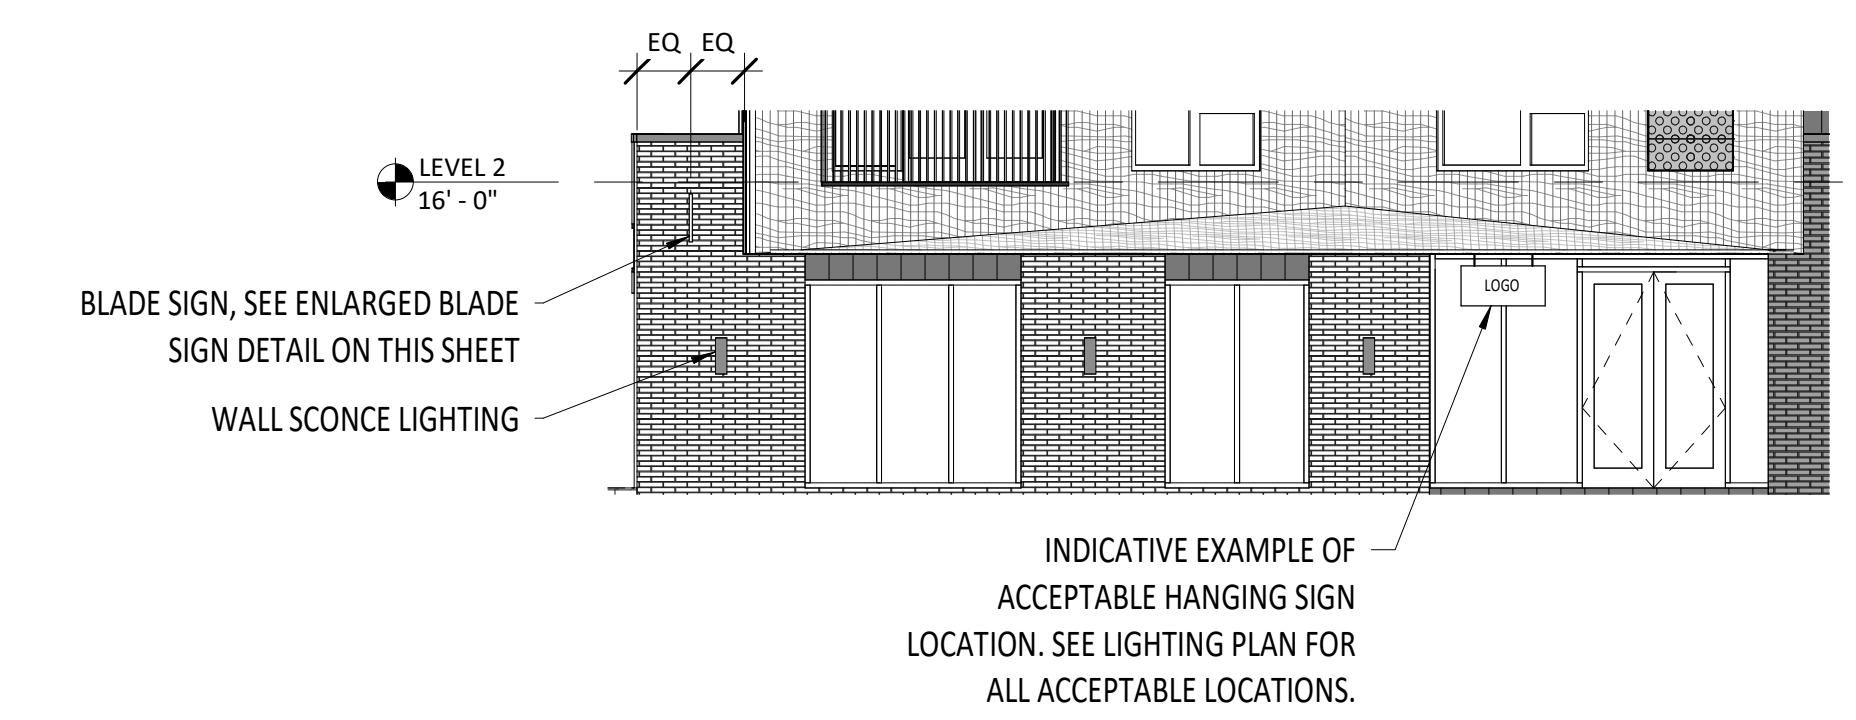 EQ EQ
LEVEL 2
16' - 0"
BLADE SIGN, SEE ENLARGED BLADE
SIGN DETAIL ON THIS SHEET
WALL SCONCE LIGHTING
LOGO
INDICATIVE EXAMPLE OF
ACCEPTABLE HANGING SIGN
LOCATION. SEE LIGHTING PLAN FOR
ALL ACCEPTABLE LOCATIONS.